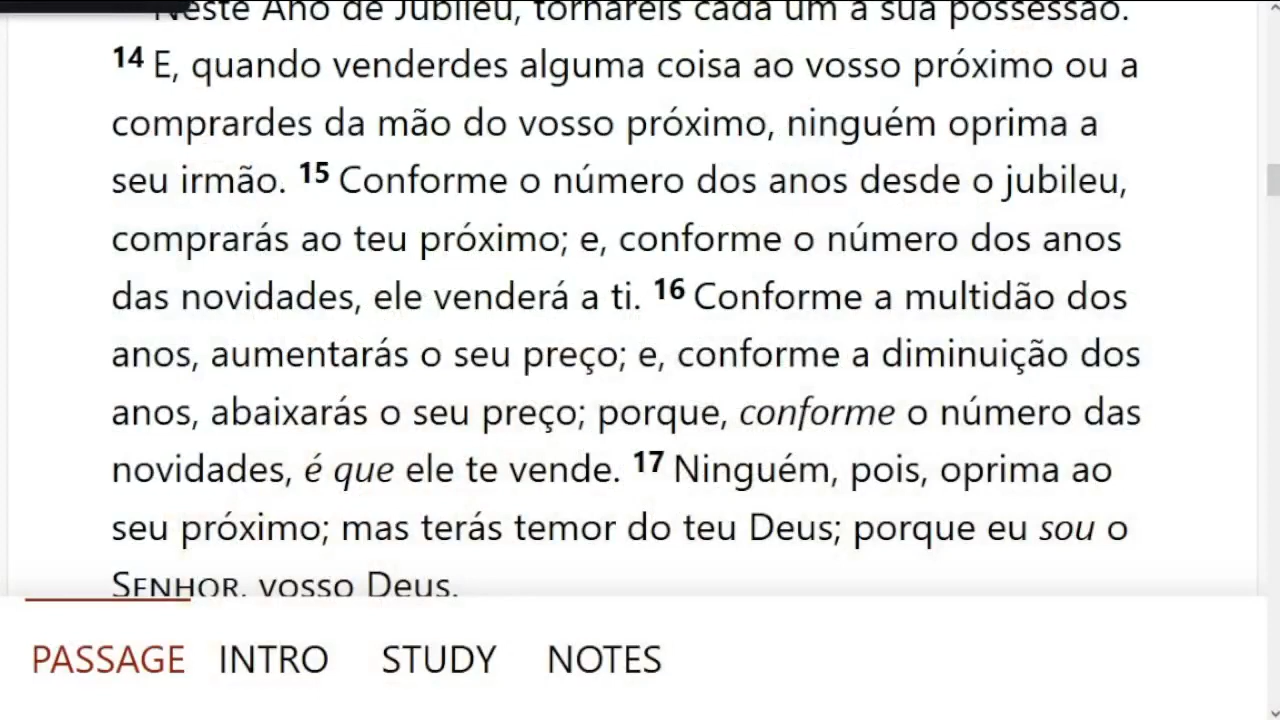 Neste Ano de Jubileu, tornareis cada um à sua possessão.
14 E, quando venderdes alguma coisa ao vosso próximo ou a
comprardes da mão do vosso próximo, ninguém oprima a
seu irmão. 15 Conforme o número dos anos desde o jubileu,
comprarás ao teu próximo; e, conforme o número dos anos
das novidades, ele venderá a ti. 16 Conforme a multidão dos
anos, aumentarás o seu preço; e, conforme a diminuição dos
anos, abaixarás o seu preço; porque, conforme o número das
novidades, é que ele te vende. 17 Ninguém, pois, oprima ao
seu próximo; mas terás temor do teu Deus; porque eu sou o
SENHOR, vosso Deus.
PASSAGE INTRO STUDY NOTES